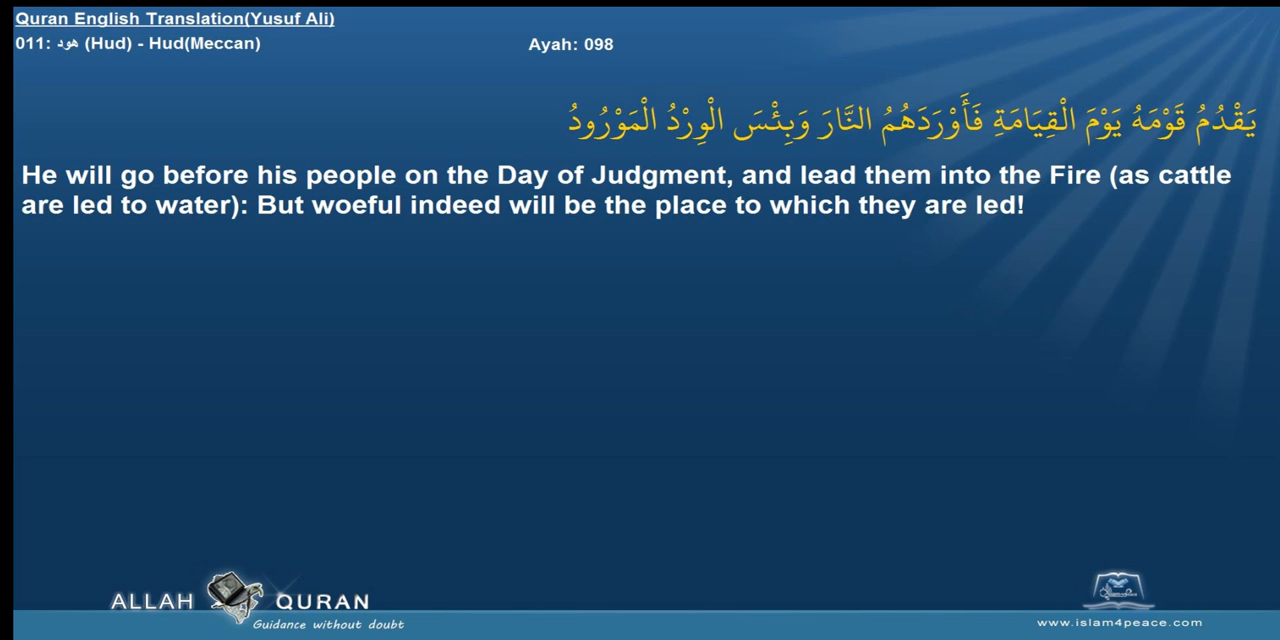 Quran English Translation(Yusuf Ali)
011: هود (Hud) - Hud(Meccan)
Ayah: 098
يَقْدُمُ قَوْمَهُ يَوْمَ الْقِيَامَةِ فَأَوْرَدَهُمُ النَّارَ وَبِئْسَ الْوِرْدُ الْمَوْرُودُ
He will go before his people on the Day of Judgment, and lead them into the Fire (as cattle
are led to water): But woeful indeed will be the place to which they are led!
ALLAH QURAN
Guidance without doubt
www.islam4peace.com